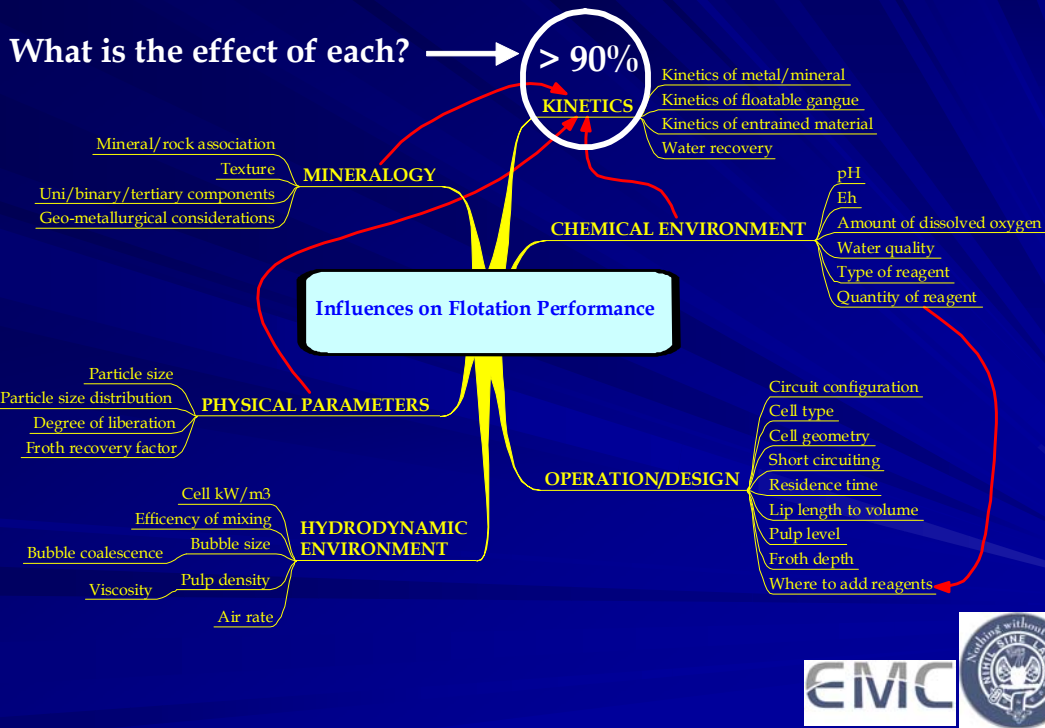 What is the effect of each?
> 90%
KINETICS
Kinetics of metal/mineral
Kinetics of floatable gangue
Kinetics of entrained material
Water recovery
Mineral/rock association
Texture
Uni/binary/tertiary components
Geo-metallurgical considerations
MINERALOGY
CHEMICAL ENVIRONMENT
pH
Eh
Amount of dissolved oxygen
Water quality
Type of reagent
Quantity of reagent
Influences on Flotation Performance
Particle size
Particle size distribution
Degree of liberation
Froth recovery factor
PHYSICAL PARAMETERS
OPERATION/DESIGN
Circuit configuration
Cell type
Cell geometry
Short circuiting
Residence time
Lip length to volume
Pulp level
Froth depth
Where to add reagents
Cell kW/m3
Efficency of mixing
Bubble size
Bubble coalescence
Pulp density
Viscosity
Air rate
HYDRODYNAMIC
ENVIRONMENT
EMC
Nothing without
NIHIL SINE LA